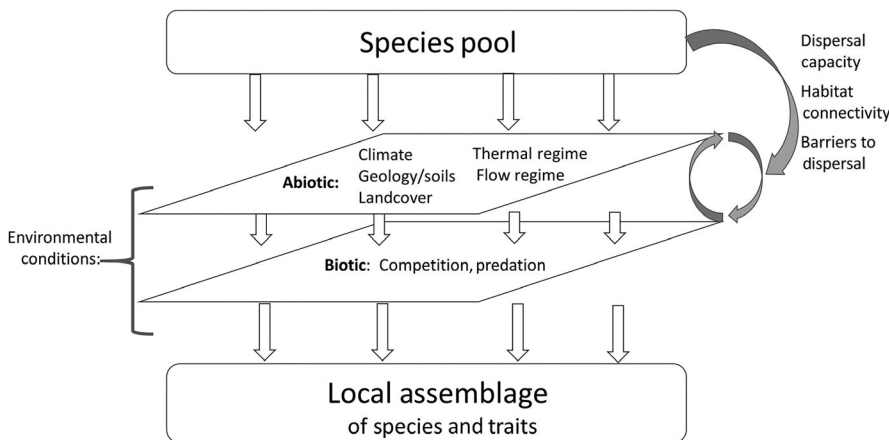 Species pool
Dispersal
capacity
Habitat
connectivity
Barriers to
dispersal
Abiotic:
Climate
Geology/soils
Landcover
Thermal regime
Flow regime
Environmental
conditions:
Biotic: Competition, predation
Local assemblage
of species and traits